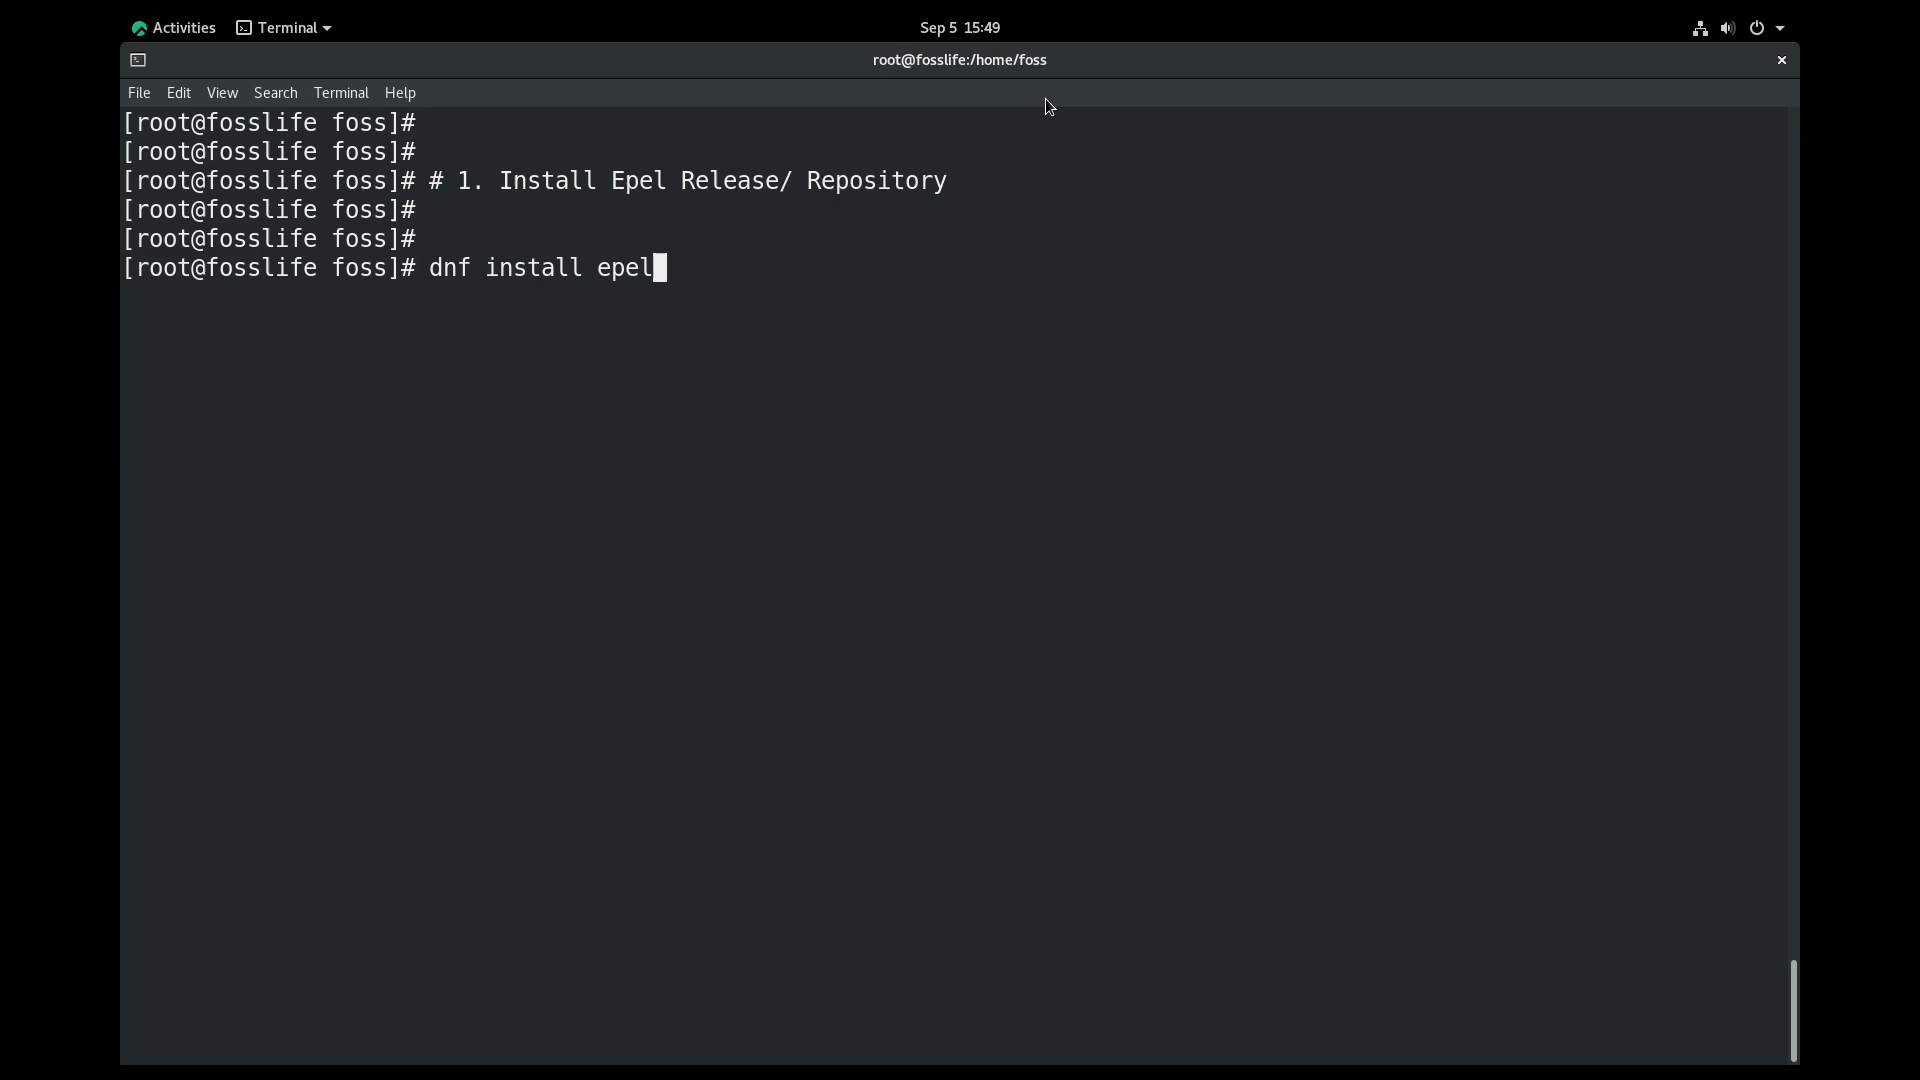 Activities Terminal Sep 5 15:49
root@fosslife:/home/foss
File Edit View Search Terminal Help
[root@fosslife foss]#
[root@fosslife foss]#
[root@fosslife foss]# # 1. Install Epel Release/ Repository
[root@fosslife foss]#
[root@fosslife foss]#
[root@fosslife foss]# dnf install epel